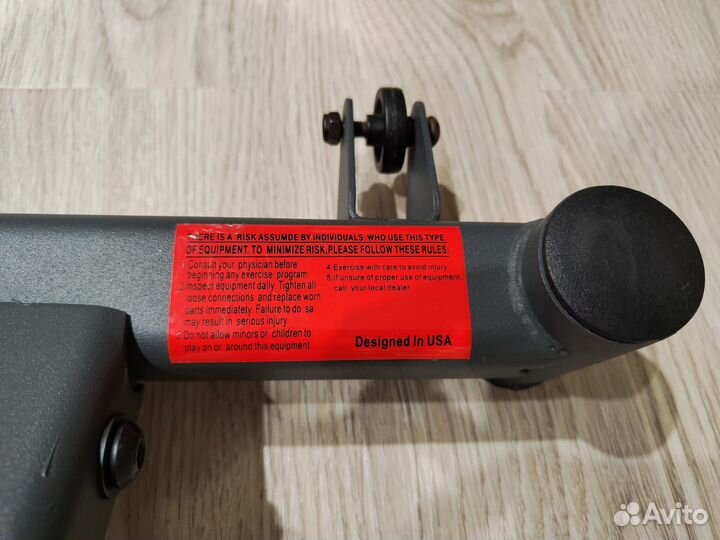 THERE IS A RISK ASSUMDE BY INDIVIDUALS WHO USE THIS TYPE
OF EQUIPMENT. TO MINIMIZE RISK,PLEASE FOLLOW THESE RULES:
1.Consult your physician before
beginning any exercise program
2.Inspect equipment daily. Tighten all
loose connections and replace worn
parts immediately. Failure to do sa
may result in serious injury
3.Do not allow minors or children to
play on or around this equipment.
4.Exercise with care to avoid injury
5.If unsure of proper use of equipment,
call your local dealer
Designed In USA
Avito